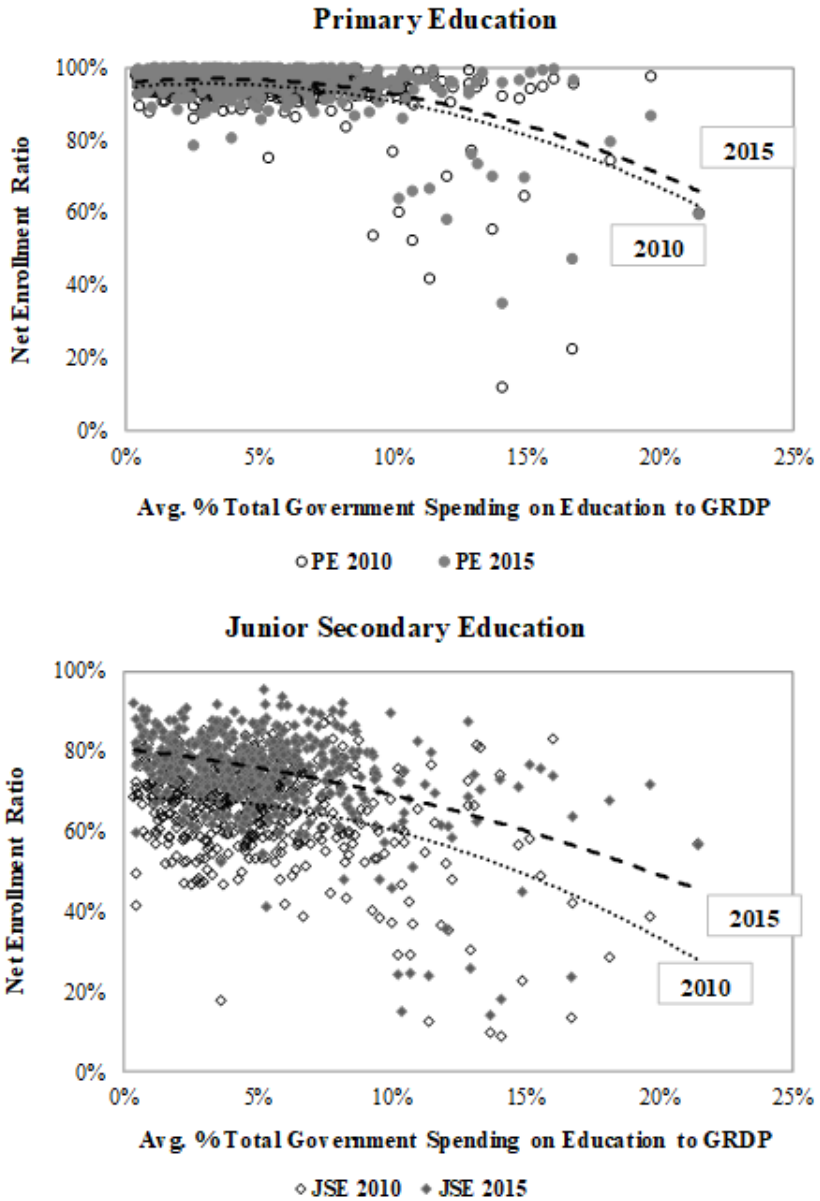 Primary Education
100%
80%
60%
40%
20%
0%
Net Enrollment Ratio
2015
2010
0% 5% 10% 15% 20% 25%
Avg. % Total Government Spending on Education to GRDP
PE 2010 PE 2015
Junior Secondary Education
100%
80%
60%
40%
20%
0%
Net Enrollment Ratio
2015
2010
0% 5% 10% 15% 20% 25%
Avg. % Total Government Spending on Education to GRDP
JSE 2010 JSE 2015